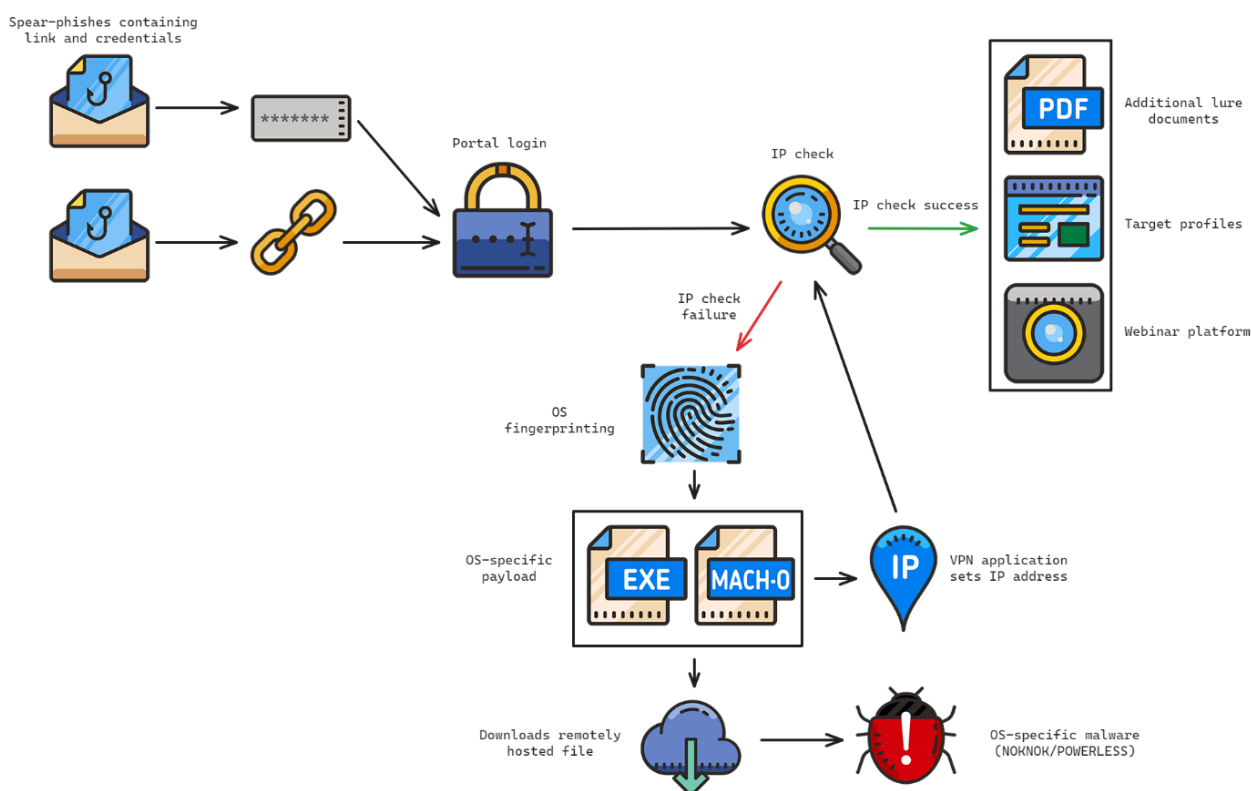 Spear-phishes containing
link and credentials
*******
Portal login
IP check
IP check success
PDF
Additional lure
documents
Target profiles
Webinar platform
IP check
failure
OS
fingerprinting
OS-specific
payload
EXE
MACH-O
IP
VPN application
sets IP address
Downloads remotely
hosted file
OS-specific malware
(NOKNOK/POWERLESS)